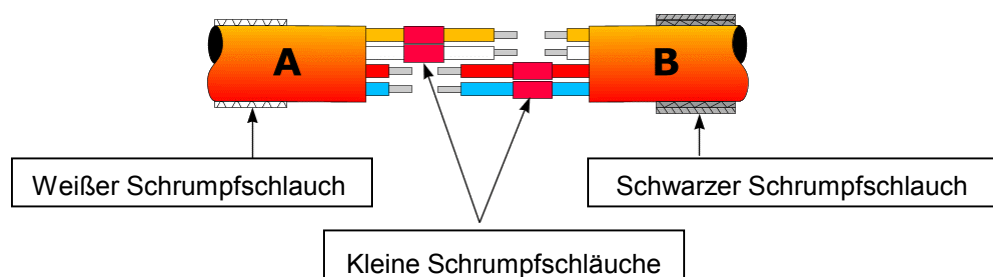 A
B
Weißer Schrumpfschlauch
Schwarzer Schrumpfschlauch
Kleine Schrumpfschläuche